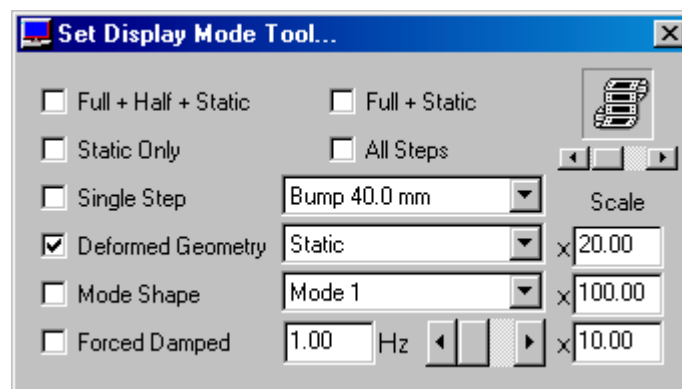 Set Display Mode Tool...
Full + Half + Static Full + Static
Static Only All Steps
Single Step Bump 40.0 mm Scale
Deformed Geometry Static x 20.00
Mode Shape Mode 1 x 100.00
Forced Damped 1.00 Hz x 10.00